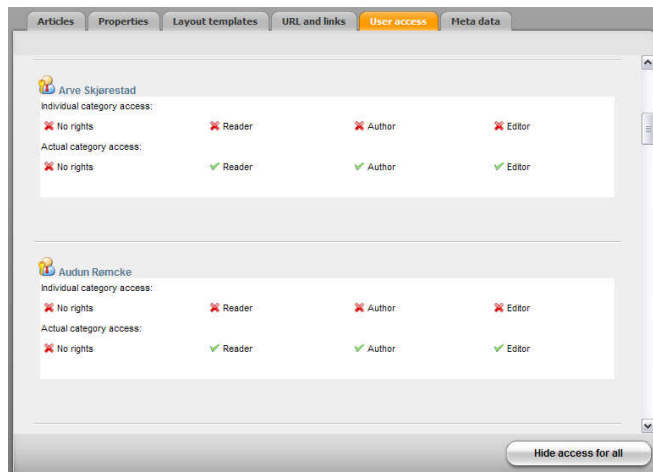 Articles Properties Layout templates URL and links User access Meta data
Arve Skjørestad
Individual category access:
No rights Reader Author Editor
Actual category access:
No rights Reader Author Editor
Audun Rømcke
Individual category access:
No rights Reader Author Editor
Actual category access:
No rights Reader Author Editor
Hide access for all